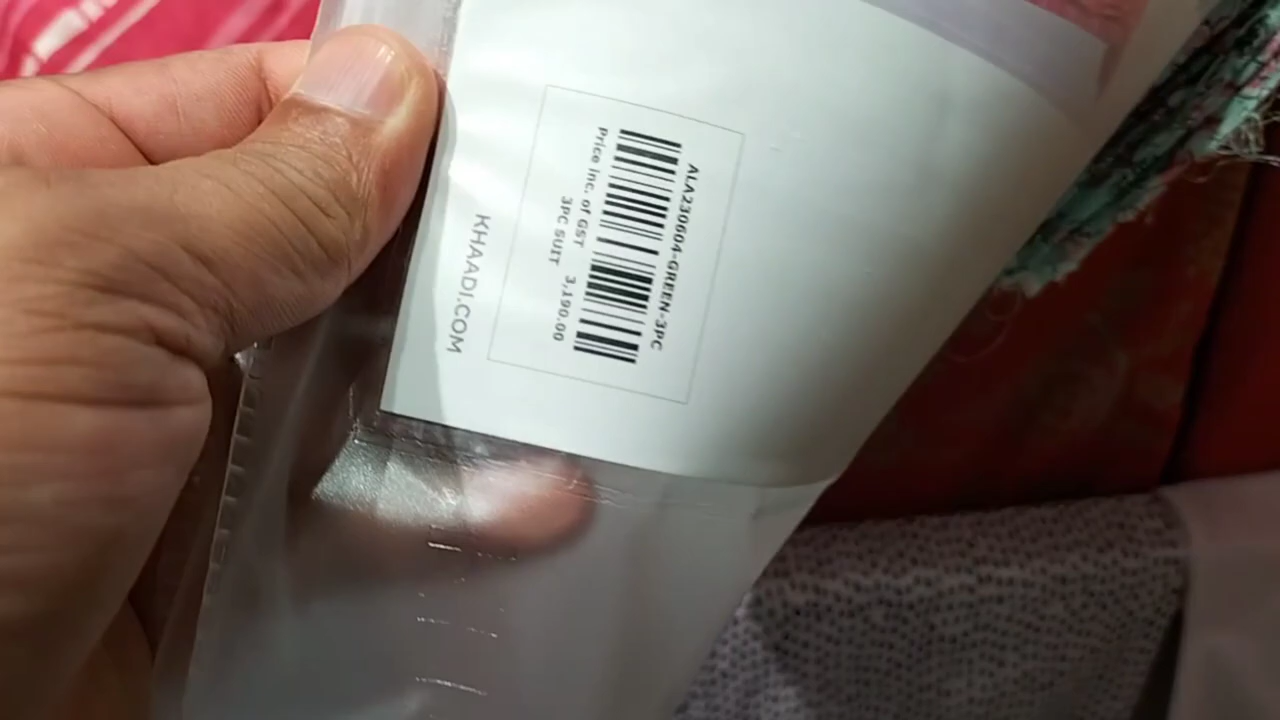 ALA230604-GREEN-3PC
Price inc. of GST
3PC SUIT 3,190.00
KHAADI.COM